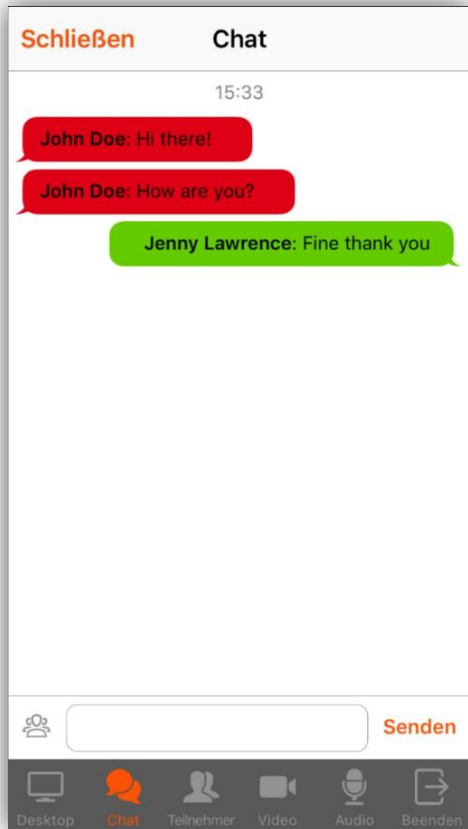 Schließen Chat
15:33
John Doe: Hi there!
John Doe: How are you?
Jenny Lawrence: Fine thank you
Senden
Desktop Chat Teilnehmer Video Audio Beenden